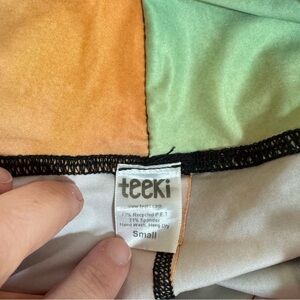 teeki
www.teeki.com
79% Recycled P.E.T
21% Spandex
Hand Wash, Hang Dry
Small